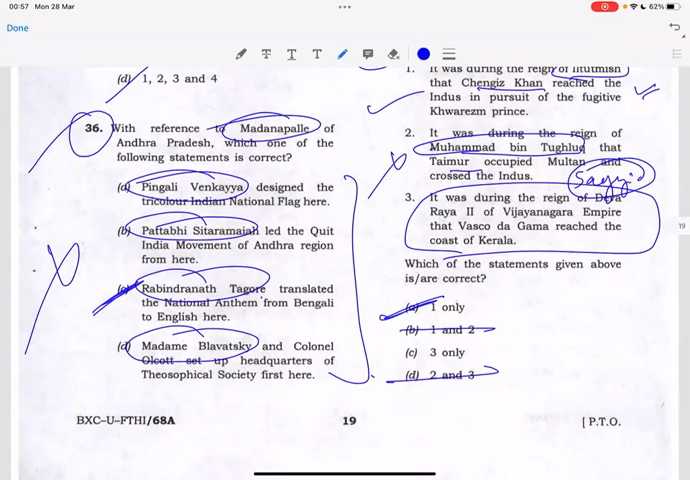 00:57 Mon 28 Mar
62%
Done
(d) 1, 2, 3 and 4
36. With reference to Madanapalle of
Andhra Pradesh, which one of the
following statements is correct?
(a) Pingali Venkayya designed the
tricolour Indian National Flag here.
(b) Pattabhi Sitaramaiah led the Quit
India Movement of Andhra region
from here.
(c) Rabindranath Tagore translated
the National Anthem from Bengali
to English here.
(d) Madame Blavatsky and Colonel
Olcott set up headquarters of
Theosophical Society first here.
1. It was during the reign of Iltutmish
that Chengiz Khan reached the
Indus in pursuit of the fugitive
Khwarezm prince.
2. It was during the reign of
Muhammad bin Tughluq that
Taimur occupied Multan and
crossed the Indus.
Sayyid
3. It was during the reign of Deva
Raya II of Vijayanagara Empire
that Vasco da Gama reached the
coast of Kerala.
Which of the statements given above
is/are correct?
(a) 1 only
(b) 1 and 2
(c) 3 only
(d) 2 and 3
19
BXC-U-FTHI/68A
19
[ P.T.O.